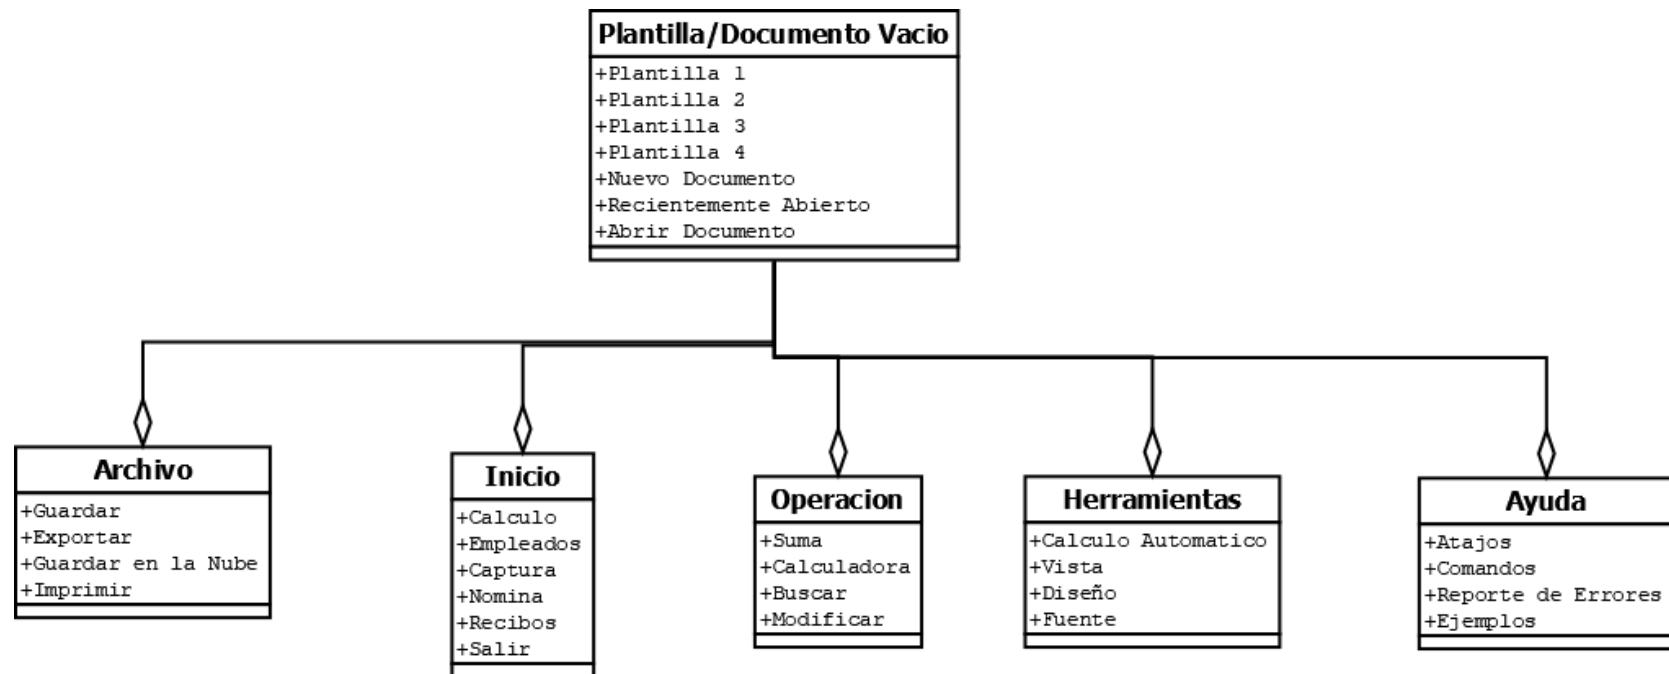 Plantilla/Documento Vacio
+Plantilla 1
+Plantilla 2
+Plantilla 3
+Plantilla 4
+Nuevo Documento
+Recientemente Abierto
+Abrir Documento
Archivo
+Guardar
+Exportar
+Guardar en la Nube
+Imprimir
Inicio
+Calculo
+Empleados
+Captura
+Nomina
+Recibos
+Salir
Operacion
+Suma
+Calculadora
+Buscar
+Modificar
Herramientas
+Calculo Automatico
+Vista
+Diseño
+Fuente
Ayuda
+Atajos
+Comandos
+Reporte de Errores
+Ejemplos